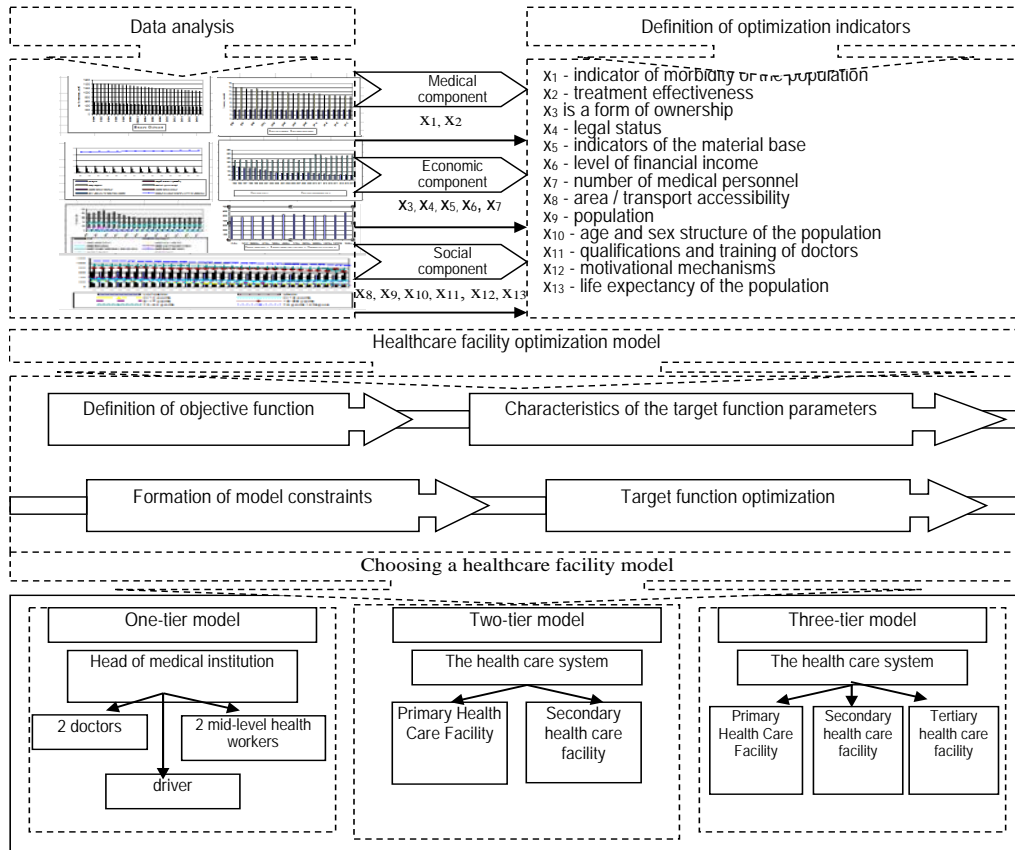 Data analysis
Definition of optimization indicators
Medical
component
x1, x2
Economic
component
x3, x4, x5, x6, x7
Social
component
x8, x9, x10, x11, x12, x13
x1 - indicator of morbidity of the population
x2 - treatment effectiveness
x3 is a form of ownership
x4 - legal status
x5 - indicators of the material base
x6 - level of financial income
x7 - number of medical personnel
x8 - area / transport accessibility
x9 - population
x10 - age and sex structure of the population
x11 - qualifications and training of doctors
x12 - motivational mechanisms
x13 - life expectancy of the population
Healthcare facility optimization model
Definition of objective function
Characteristics of the target function parameters
Formation of model constraints
Target function optimization
Choosing a healthcare facility model
One-tier model
Head of medical institution
2 doctors
2 mid-level health
workers
driver
Two-tier model
The health care system
Primary Health
Care Facility
Secondary
health care
facility
Three-tier model
The health care system
Primary
Health Care
Facility
Secondary
health care
facility
Tertiary
health care
facility